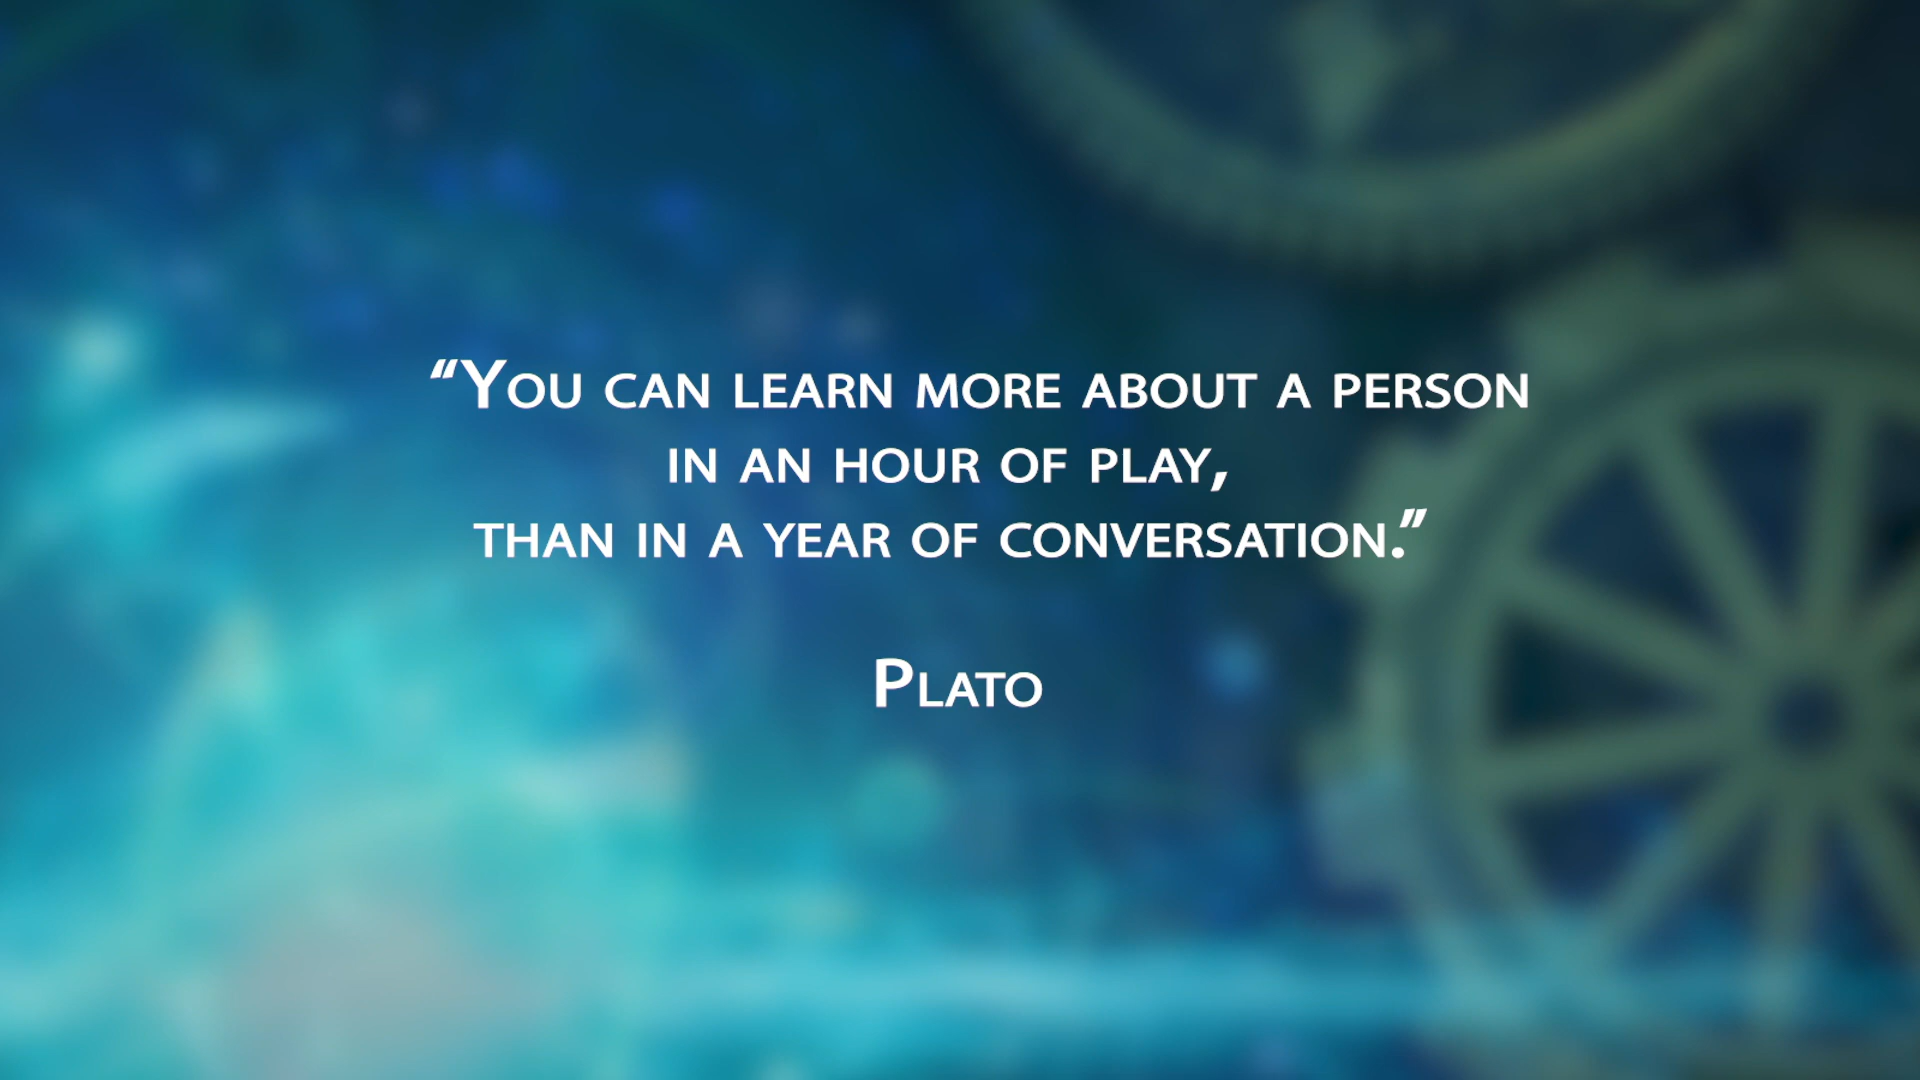 “You can learn more about a person
in an hour of play,
than in a year of conversation.”
Plato